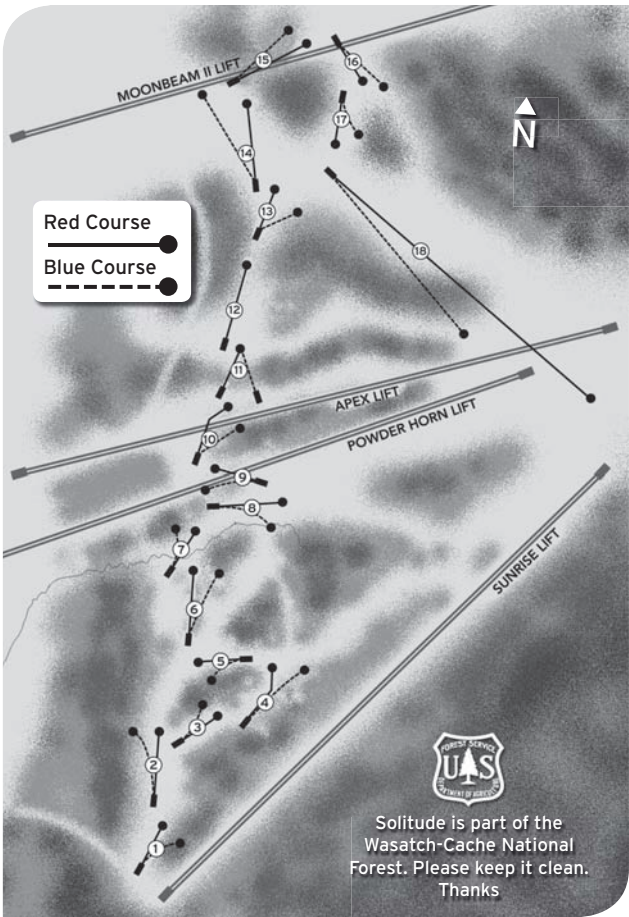 MOONBEAM II LIFT
15
16
N
17
14
13
Red Course
Blue Course
18
12
11
APEX LIFT
10
POWDER HORN LIFT
9
8
7
SUNRISE LIFT
6
5
4
3
2
1
FOREST SERVICE
U S
DEPARTMENT OF AGRICULTURE
Solitude is part of the
Wasatch-Cache National
Forest. Please keep it clean.
Thanks